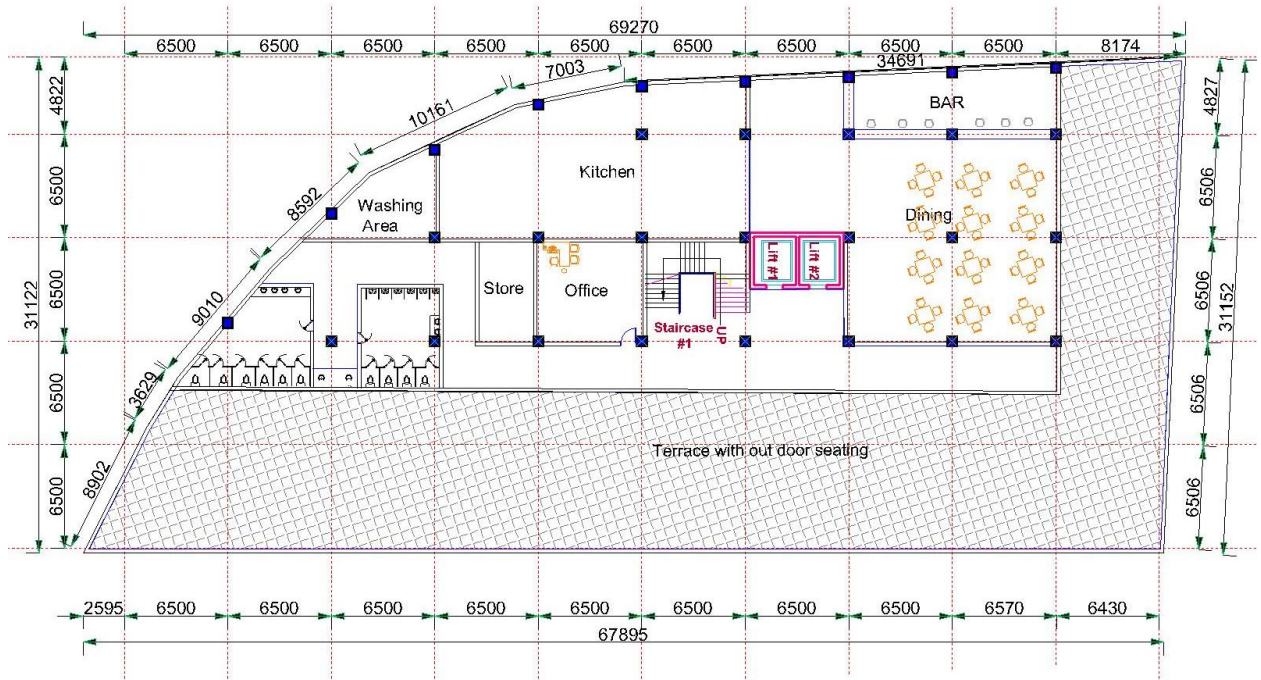 69270
6500 6500 6500 6500 6500 6500 6500 6500 6500 8174
7003
34691
4822
10161
BAR
4827
6500
8592
Kitchen
Washing
Area
Dining
6506
31122
6500
9010
Store
Office
Lift #1
Lift #2
Staircase
#1
UP
6506
31152
6500
3629
6506
Terrace with out door seating
6500
8902
6506
2595 6500 6500 6500 6500 6500 6500 6500 6500 6570 6430
67895